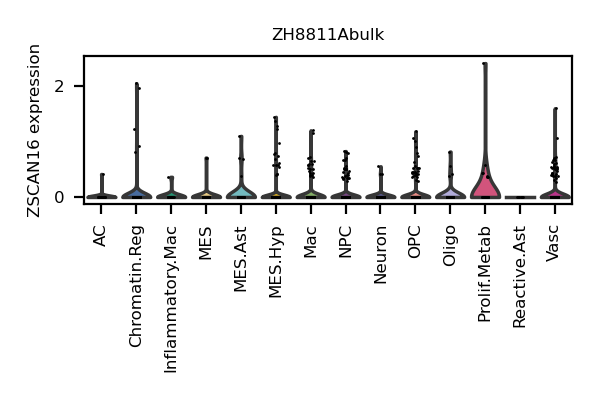 ZH8811Abulk
ZSCAN16 expression
2
0
AC
Chromatin.Reg
Inflammatory.Mac
MES
MES.Ast
MES.Hyp
Mac
NPC
Neuron
OPC
Oligo
Prolif.Metab
Reactive.Ast
Vasc